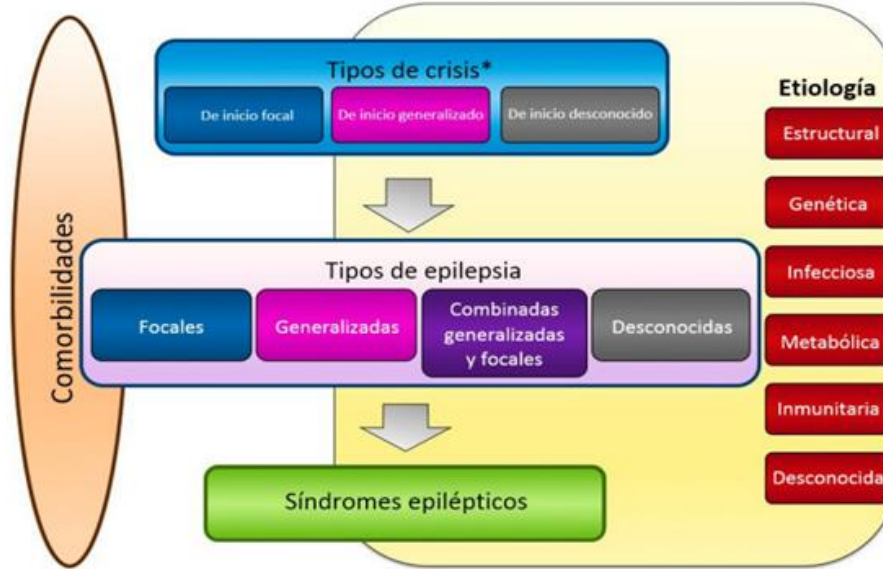 Tipos de crisis*
De inicio focal
De inicio generalizado
De inicio desconocido
Etiología
Estructural
Genética
Infecciosa
Metabólica
Inmunitaria
Desconocida
Comorbilidades
Tipos de epilepsia
Focales
Generalizadas
Combinadas
generalizadas
y focales
Desconocidas
Síndromes epilépticos